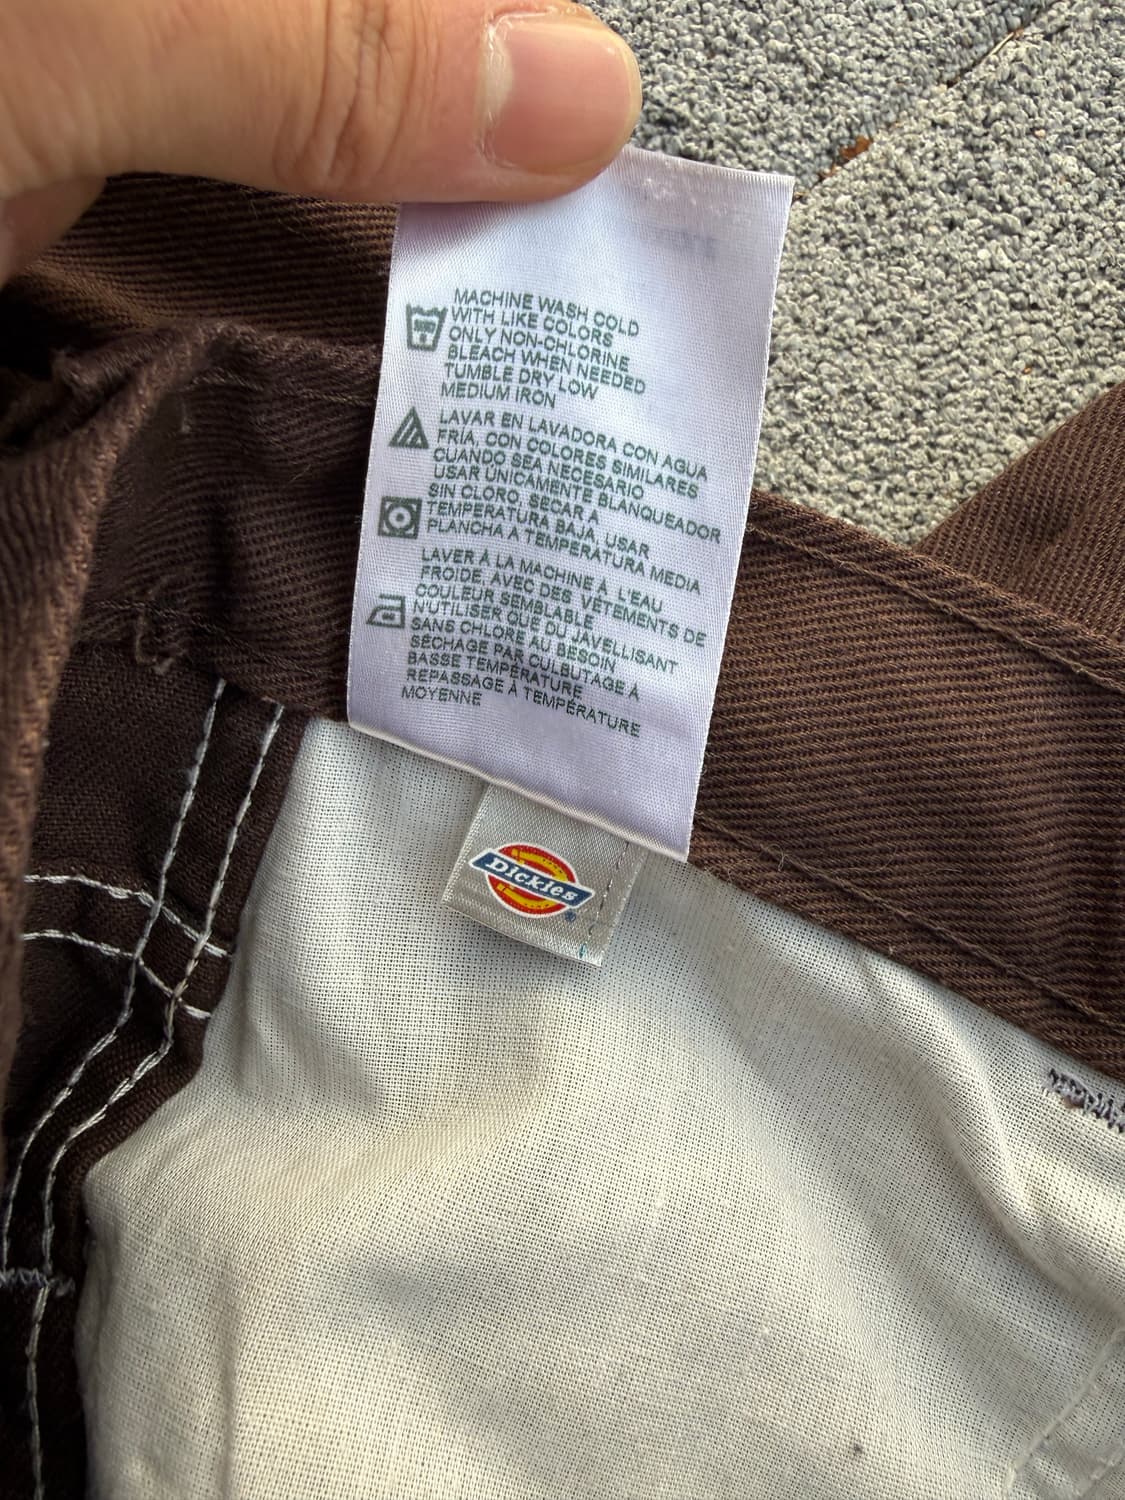 MACHINE WASH COLD
WITH LIKE COLORS
ONLY NON-CHLORINE
BLEACH WHEN NEEDED
TUMBLE DRY LOW
MEDIUM IRON
LAVAR EN LAVADORA CON AGUA
FRÍA, CON COLORES SIMILARES
CUANDO SEA NECESARIO
USAR ÚNICAMENTE BLANQUEADOR
SIN CLORO, SECAR A
TEMPERATURA BAJA, USAR
PLANCHA A TEMPERATURA MEDIA
LAVER À LA MACHINE À L'EAU
FROIDE, AVEC DES VÊTEMENTS DE
COULEUR SEMBLABLE
N'UTILISER QUE DU JAVELLISANT
SANS CHLORE AU BESOIN
SÉCHAGE PAR CULBUTAGE À
BASSE TEMPÉRATURE
REPASSAGE À TEMPÉRATURE
MOYENNE
Dickies
®